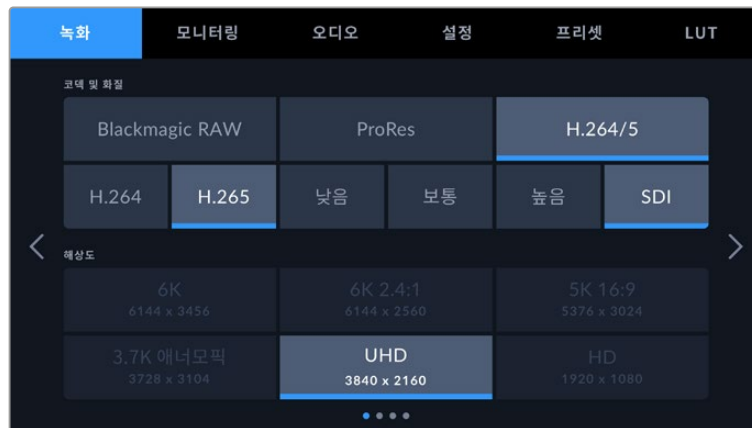 녹화 모니터링 오디오 설정 프리셋 LUT
코덱 및 화질
Blackmagic RAW ProRes H.264/5
H.264 H.265 낮음 보통 높음 SDI
해상도
6K 6K 2.4:1 5K 16:9
6144 x 3456 6144 x 2560 5376 x 3024
3.7K 애너모픽 UHD HD
3728 x 3104 3840 x 2160 1920 x 1080